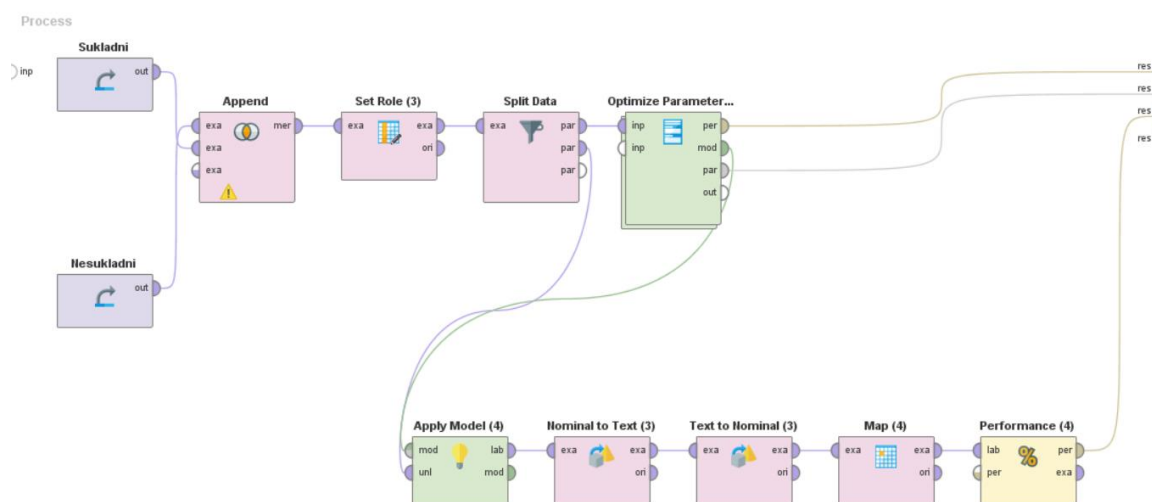 Process
Sukladni
inp
out
res
res
res
res
Append
exa
exa
exa
mer
Set Role (3)
exa
exa
ori
Split Data
exa
par
par
par
Optimize Parameter...
inp
inp
per
mod
par
out
Nesukladni
out
Apply Model (4)
mod
unl
lab
mod
Nominal to Text (3)
exa
exa
ori
Text to Nominal (3)
exa
exa
ori
Map (4)
exa
exa
ori
Performance (4)
lab
per
per
exa